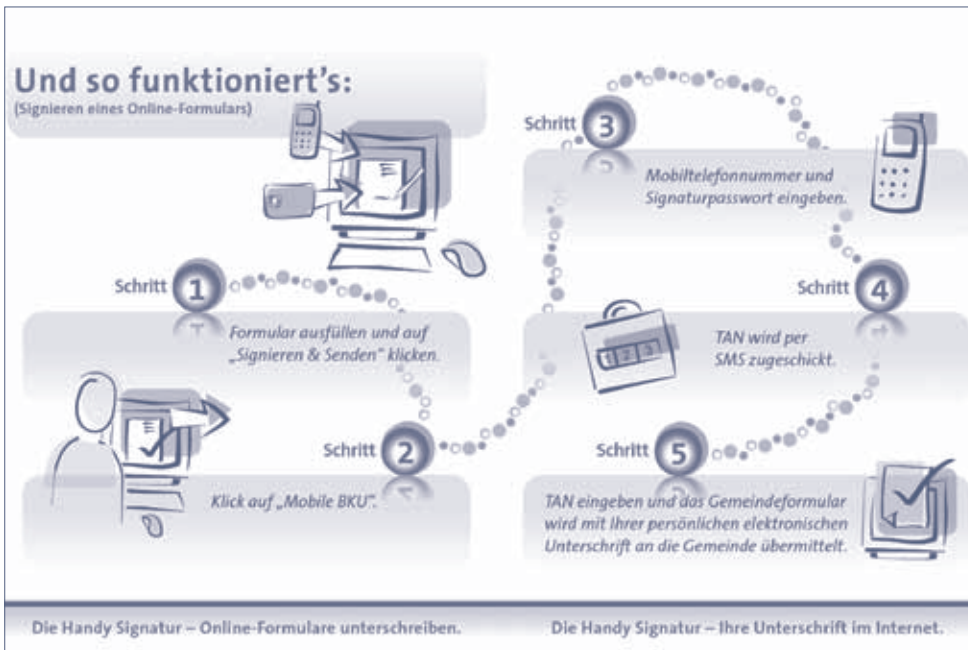 Und so funktioniert's:
(Signieren eines Online-Formulars)
Schritt 1
Formular ausfüllen und auf
„Signieren & Senden" klicken.
Schritt 2
Klick auf „Mobile BKU".
Schritt 3
Mobiltelefonnummer und
Signaturpasswort eingeben.
Schritt 4
1 2 3
TAN wird per
SMS zugeschickt.
Schritt 5
TAN eingeben und das Gemeindeformular
wird mit Ihrer persönlichen elektronischen
Unterschrift an die Gemeinde übermittelt.
Die Handy Signatur – Online-Formulare unterschreiben.
Die Handy Signatur – Ihre Unterschrift im Internet.